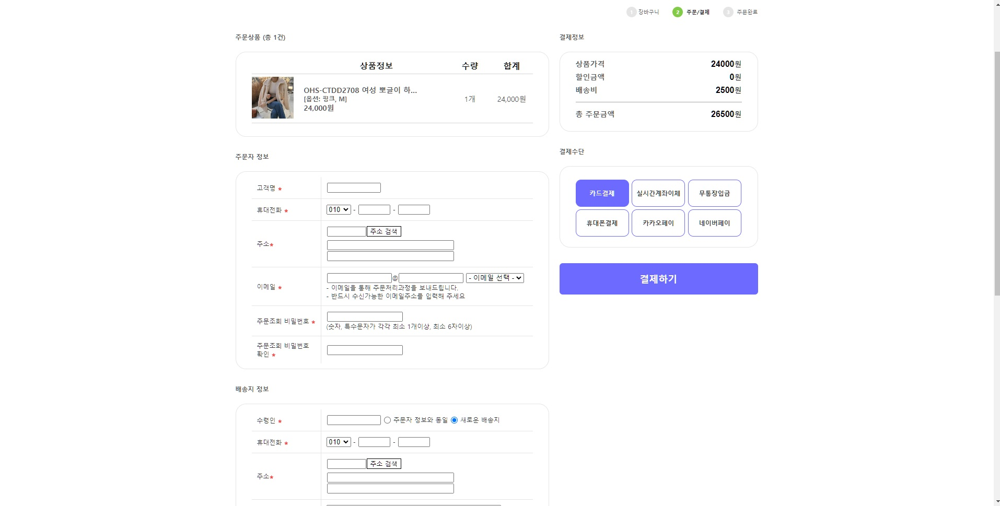 1 장바구니 2 주문/결제 3 주문완료
주문상품 (총 1건)
상품정보 수량 합계
OHS-CTDD2708 여성 뽀글이 하...
[옵션: 핑크, M]
24,000원
1개 24,000원
주문자 정보
고객명 *
휴대전화 * 010 - -
주소* 주소 검색
이메일 * @ - 이메일 선택 -
- 이메일을 통해 주문처리과정을 보내드립니다.
- 반드시 수신가능한 이메일주소를 입력해 주세요
주문조회 비밀번호 *
(숫자, 특수문자가 각각 최소 1개이상, 최소 6자이상)
주문조회 비밀번호
확인 *
배송지 정보
수령인 * 주문자 정보와 동일 새로운 배송지
휴대전화 * 010 - -
주소* 주소 검색
결제정보
상품가격 24000원
할인금액 0원
배송비 2500원
총 주문금액 26500원
결제수단
카드결제 실시간계좌이체 무통장입금
휴대폰결제 카카오페이 네이버페이
결제하기